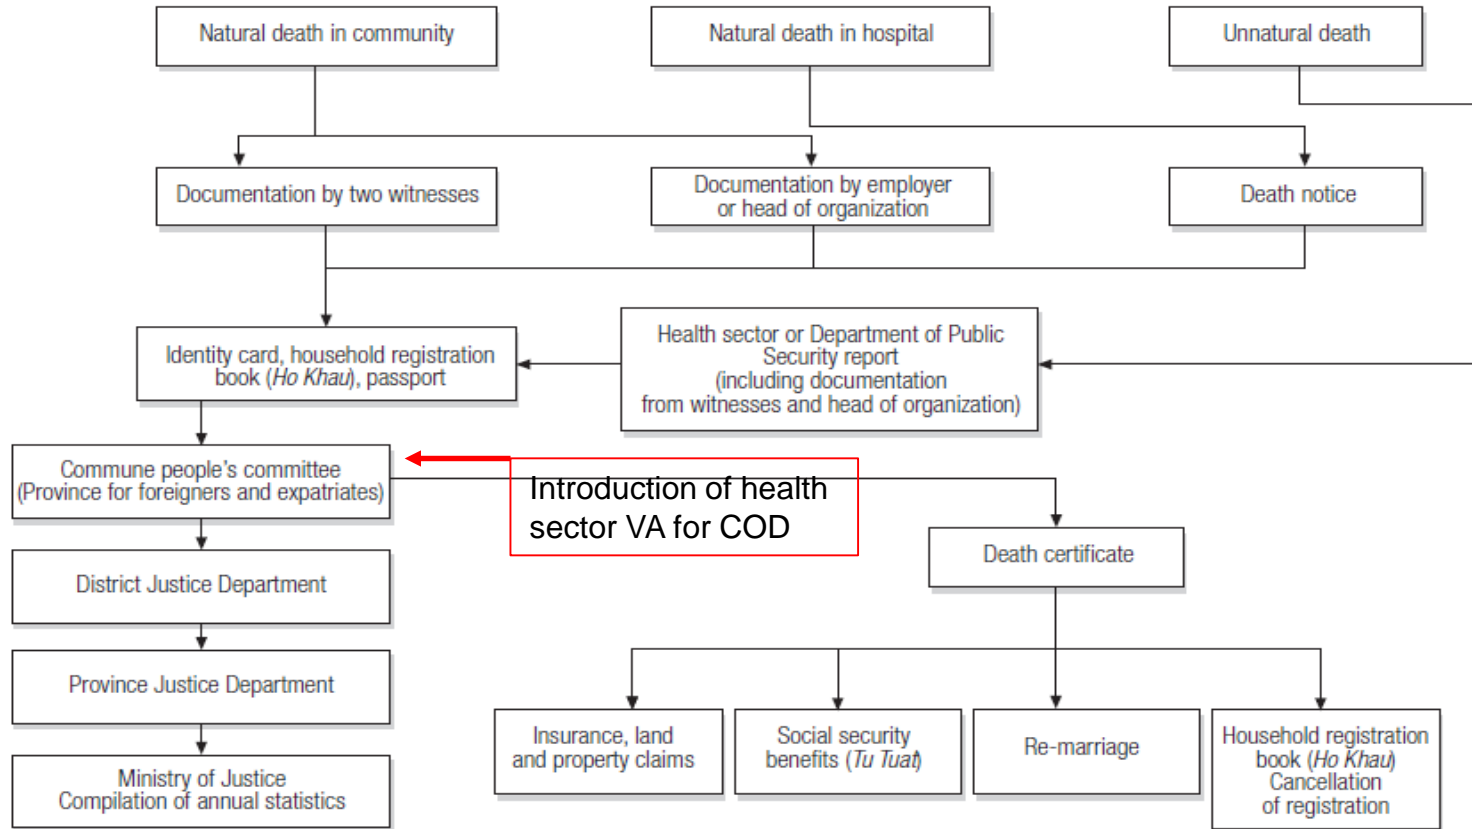 Natural death in community
Natural death in hospital
Unnatural death
Documentation by two witnesses
Documentation by employer
or head of organization
Death notice
Identity card, household registration
book (Ho Khau), passport
Health sector or Department of Public
Security report
(including documentation
from witnesses and head of organization)
Commune people's committee
(Province for foreigners and expatriates)
Introduction of health
sector VA for COD
Death certificate
District Justice Department
Province Justice Department
Ministry of Justice
Compilation of annual statistics
Insurance, land
and property claims
Social security
benefits (Tu Tuat)
Re-marriage
Household registration
book (Ho Khau)
Cancellation
of registration